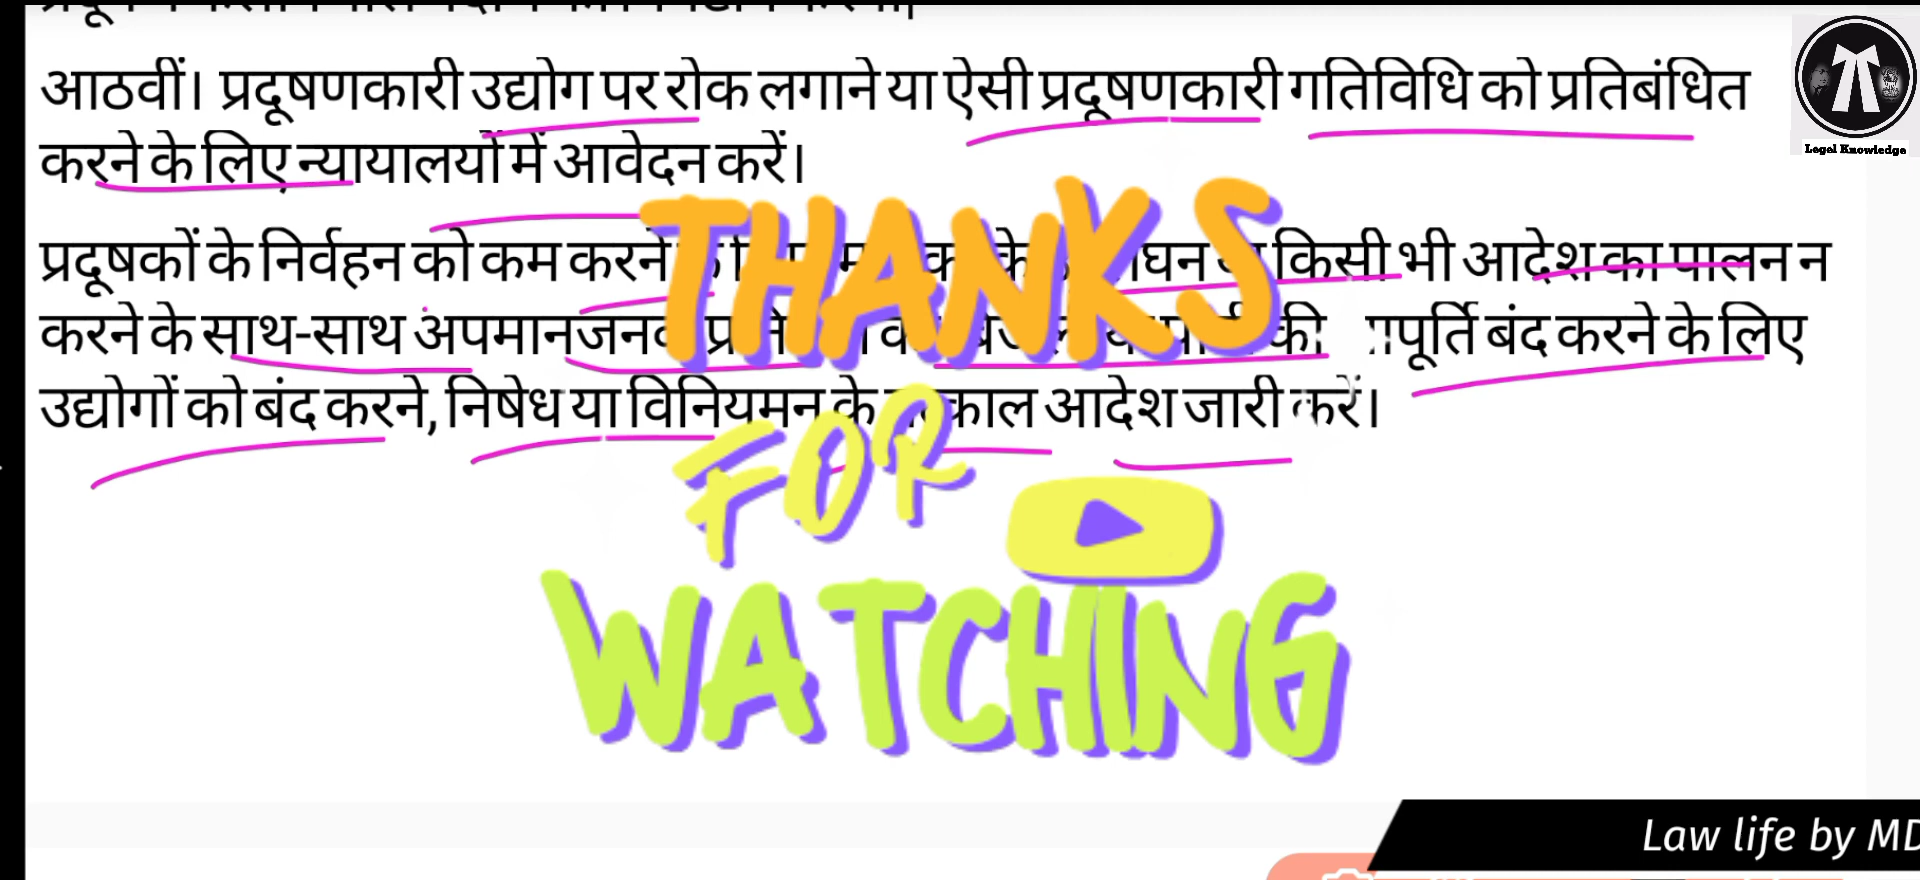 आठवीं। प्रदूषणकारी उद्योग पर रोक लगाने या ऐसी प्रदूषणकारी गतिविधि को प्रतिबंधित
करने के लिए न्यायालयों में आवेदन करें।
प्रदूषकों के निर्वहन को कम करने किसी भी आदेश का पालन न
करने के साथ-साथ बंद करने के लिए
उद्योगों को बंद करने, निषेध या विनियमन के आदेश जारी करें।
THANKS
FOR
WATCHING
Legal Knowledge
Law life by MD